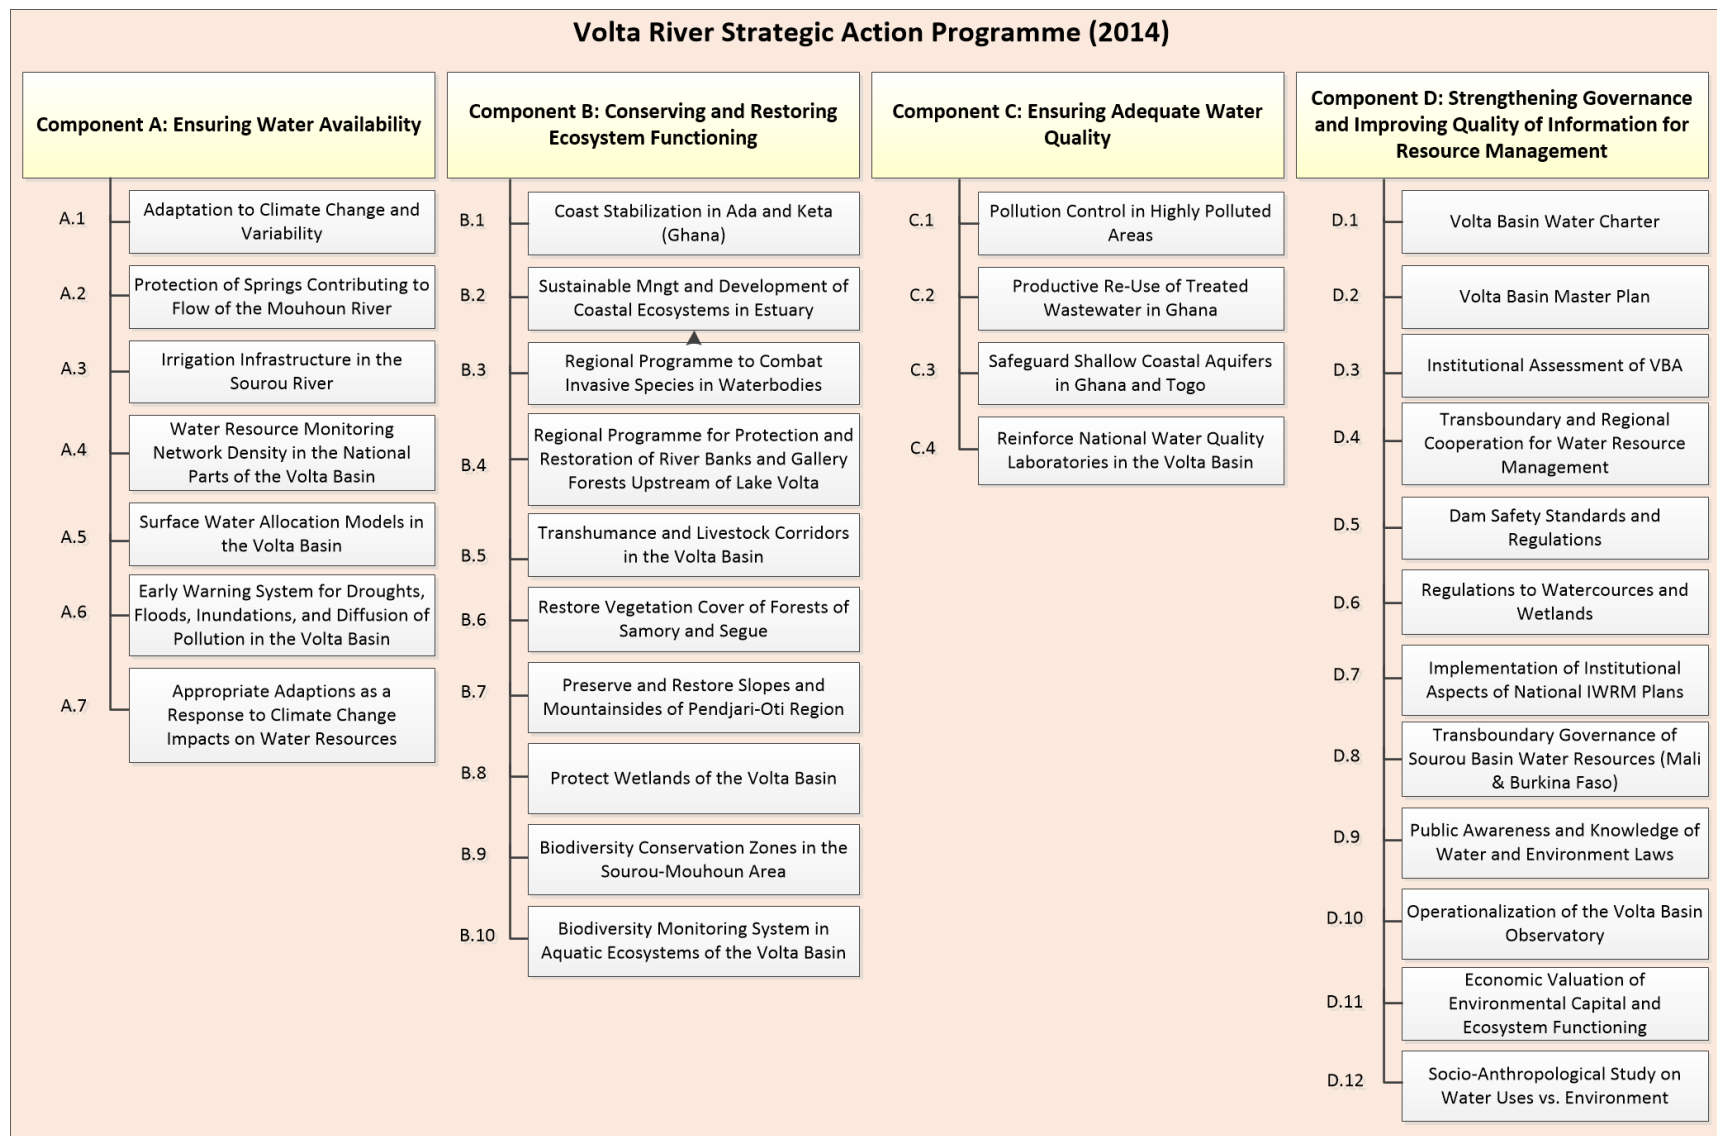 Volta River Strategic Action Programme (2014)
Component A: Ensuring Water Availability
A.1
Adaptation to Climate Change and
Variability
A.2
Protection of Springs Contributing to
Flow of the Mouhoun River
A.3
Irrigation Infrastructure in the
Sourou River
A.4
Water Resource Monitoring
Network Density in the National
Parts of the Volta Basin
A.5
Surface Water Allocation Models in
the Volta Basin
A.6
Early Warning System for Droughts,
Floods, Inundations, and Diffusion of
Pollution in the Volta Basin
A.7
Appropriate Adaptions as a
Response to Climate Change
Impacts on Water Resources
Component B: Conserving and Restoring
Ecosystem Functioning
B.1
Coast Stabilization in Ada and Keta
(Ghana)
B.2
Sustainable Mngt and Development of
Coastal Ecosystems in Estuary
B.3
Regional Programme to Combat
Invasive Species in Waterbodies
B.4
Regional Programme for Protection and
Restoration of River Banks and Gallery
Forests Upstream of Lake Volta
B.5
Transhumance and Livestock Corridors
in the Volta Basin
B.6
Restore Vegetation Cover of Forests of
Samory and Segue
B.7
Preserve and Restore Slopes and
Mountainsides of Pendjari-Oti Region
B.8
Protect Wetlands of the Volta Basin
B.9
Biodiversity Conservation Zones in the
Sourou-Mouhoun Area
B.10
Biodiversity Monitoring System in
Aquatic Ecosystems of the Volta Basin
Component C: Ensuring Adequate Water
Quality
C.1
Pollution Control in Highly Polluted
Areas
C.2
Productive Re-Use of Treated
Wastewater in Ghana
C.3
Safeguard Shallow Coastal Aquifers
in Ghana and Togo
C.4
Reinforce National Water Quality
Laboratories in the Volta Basin
Component D: Strengthening Governance
and Improving Quality of Information for
Resource Management
D.1
Volta Basin Water Charter
D.2
Volta Basin Master Plan
D.3
Institutional Assessment of VBA
D.4
Transboundary and Regional
Cooperation for Water Resource
Management
D.5
Dam Safety Standards and
Regulations
D.6
Regulations to Watercources and
Wetlands
D.7
Implementation of Institutional
Aspects of National IWRM Plans
D.8
Transboundary Governance of
Sourou Basin Water Resources (Mali
& Burkina Faso)
D.9
Public Awareness and Knowledge of
Water and Environment Laws
D.10
Operationalization of the Volta Basin
Observatory
D.11
Economic Valuation of
Environmental Capital and
Ecosystem Functioning
D.12
Socio-Anthropological Study on
Water Uses vs. Environment